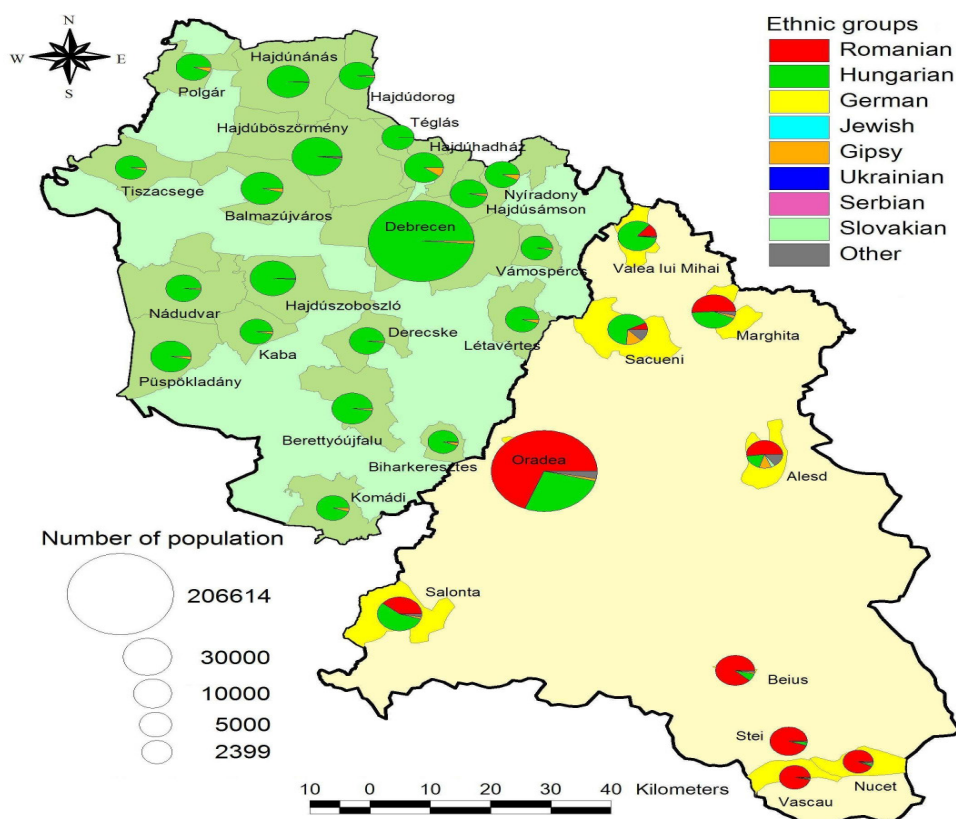 N
W E
S
Ethnic groups
Romanian
Hungarian
German
Jewish
Gipsy
Ukrainian
Serbian
Slovakian
Other
Polgár
Hajdúnánás
Hajdúdorog
Téglás
Hajdúböszörmény
Hajdúhadház
Tiszacsege
Balmazújváros
Nyíradony
Hajdúsámson
Debrecen
Vámospércs
Valea lui Mihai
Nádudvar
Hajdúszoboszló
Létavértes
Derecske
Kaba
Püspökladány
Sacueni
Marghita
Berettyóújfalu
Biharkeresztes
Oradea
Alesd
Komádi
Number of population
206614
30000
10000
5000
2399
Salonta
Beius
Stei
Nucet
Vascau
10 0 10 20 30 40 Kilometers